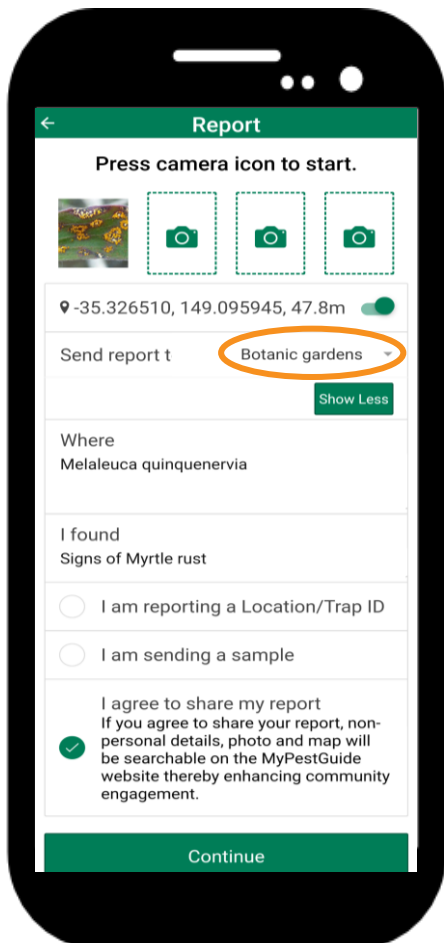 Report
Press camera icon to start.
-35.326510, 149.095945, 47.8m
Send report t
Botanic gardens
Show Less
Where
Melaleuca quinquenervia
I found
Signs of Myrtle rust
I am reporting a Location/Trap ID
I am sending a sample
I agree to share my report
If you agree to share your report, non-
personal details, photo and map will
be searchable on the MyPestGuide
website thereby enhancing community
engagement.
Continue